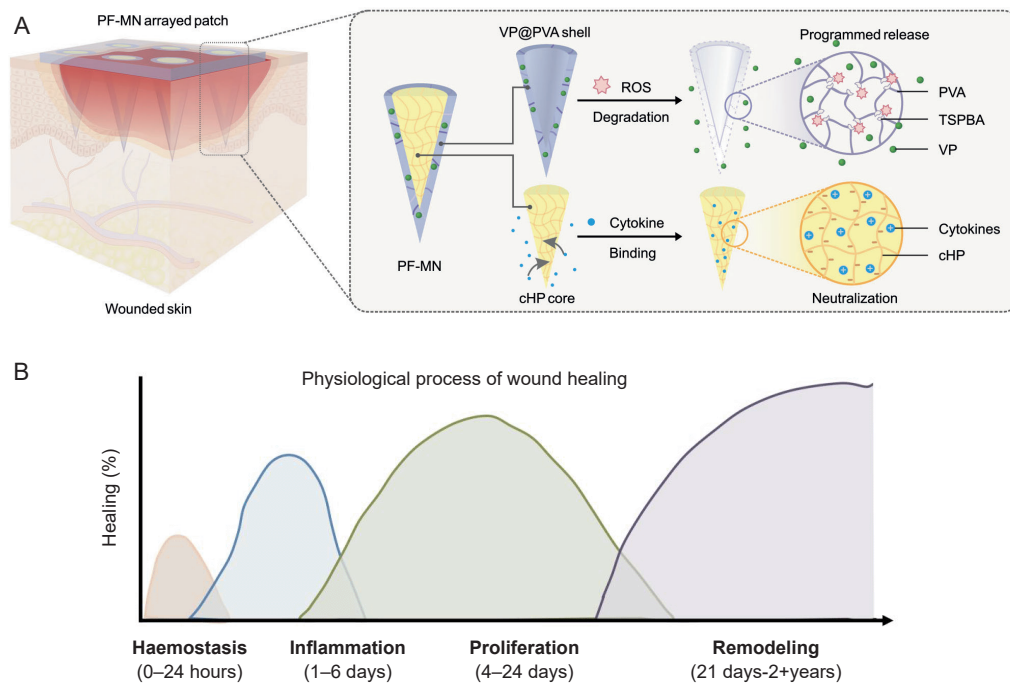 A
PF-MN arrayed patch
Wounded skin
VP@PVA shell
PF-MN
cHP core
ROS
Degradation
Cytokine
Binding
Programmed release
PVA
TSPBA
VP
Cytokines
cHP
Neutralization
B
Physiological process of wound healing
Healing (%)
Haemostasis
(0–24 hours)
Inflammation
(1–6 days)
Proliferation
(4–24 days)
Remodeling
(21 days-2+years)